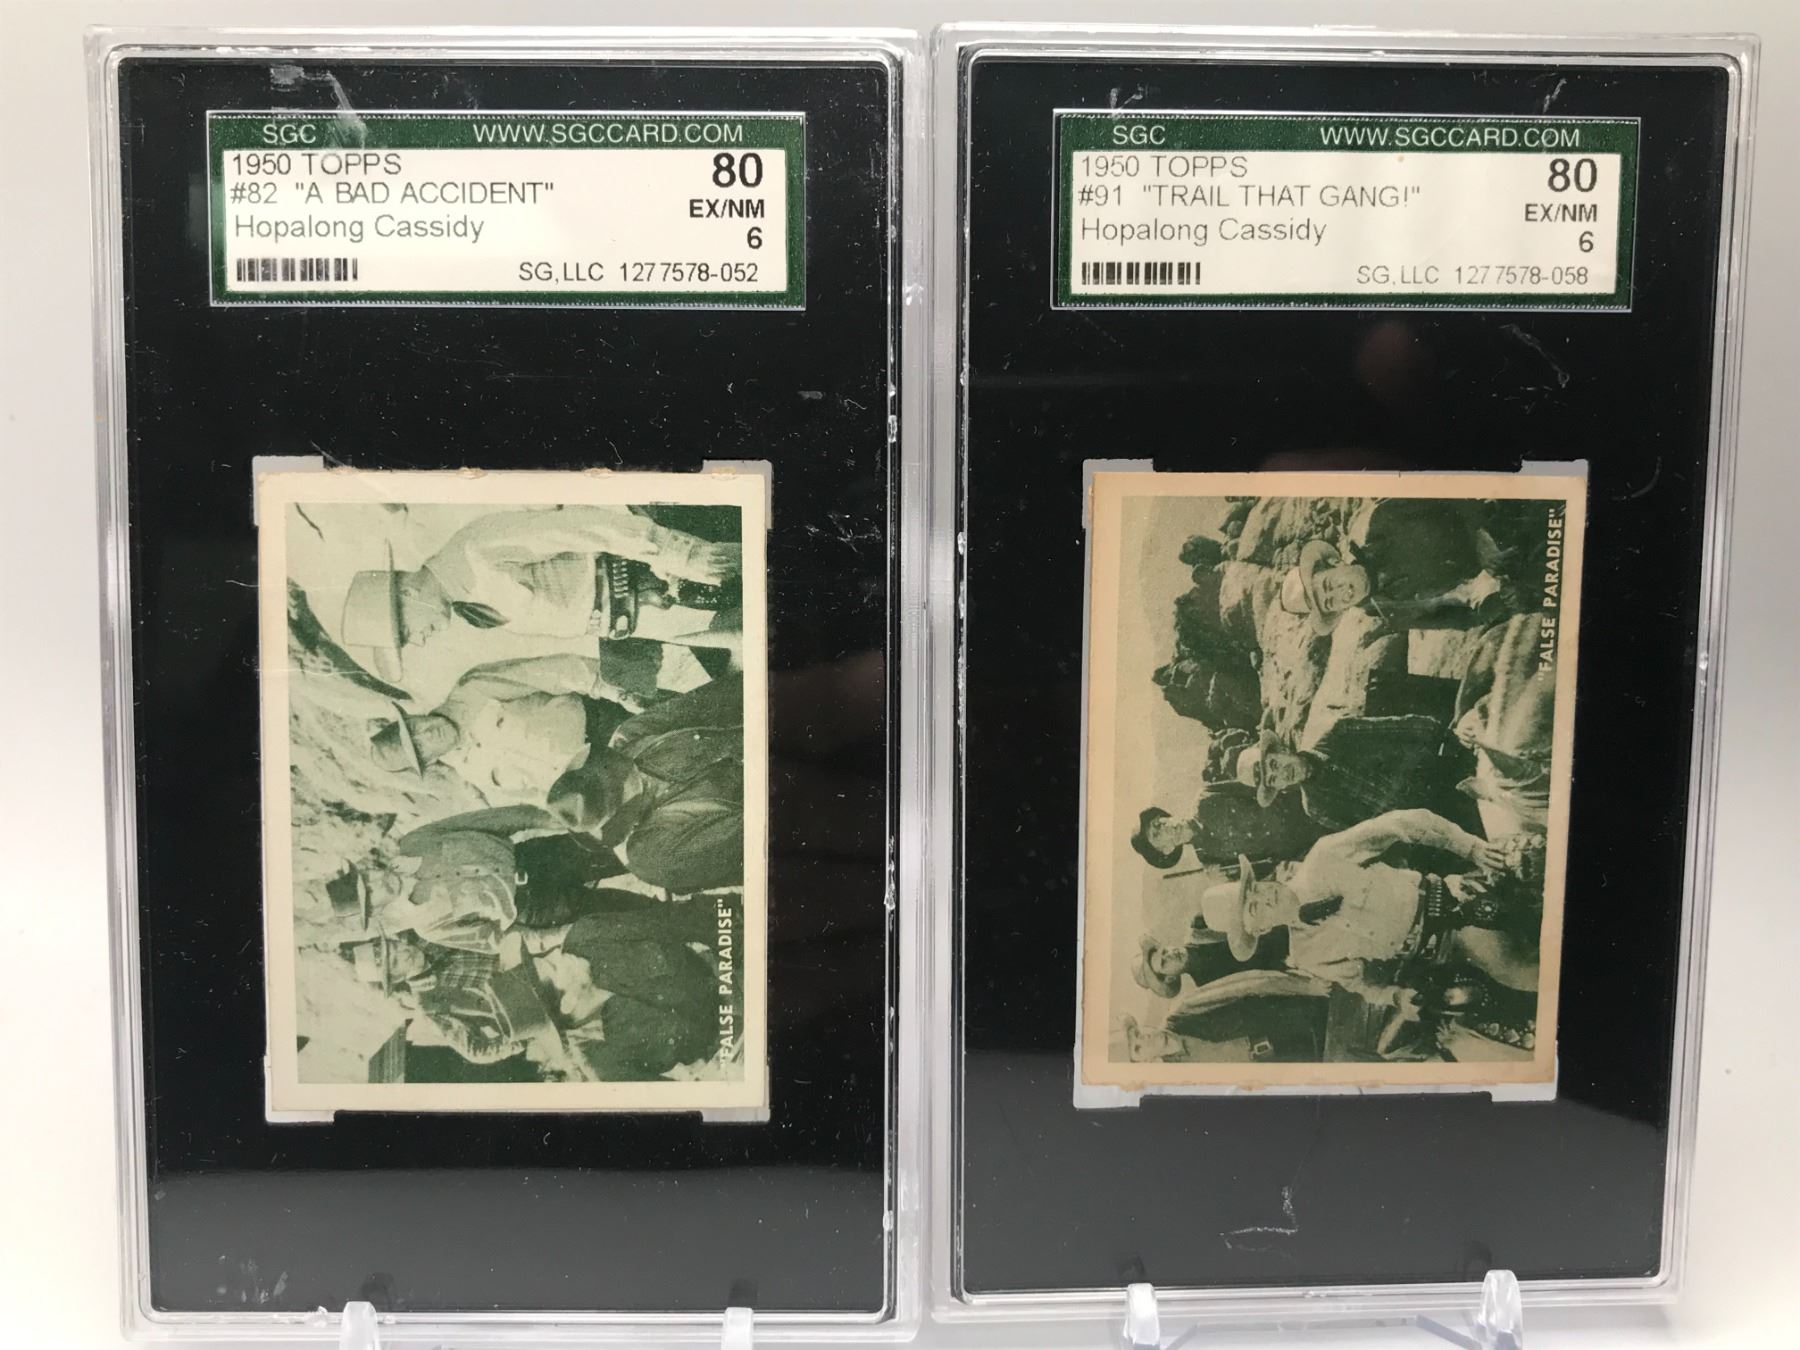 SGC WWW.SGCCARD.COM
1950 TOPPS 80
#82 "A BAD ACCIDENT" EX/NM
Hopalong Cassidy 6
SG,LLC 1277578-052
"FALSE PARADISE"
SGC WWW.SGCCARD.COM
1950 TOPPS 80
#91 "TRAIL THAT GANG!" EX/NM
Hopalong Cassidy 6
SG,LLC 1277578-058
"FALSE PARADISE"